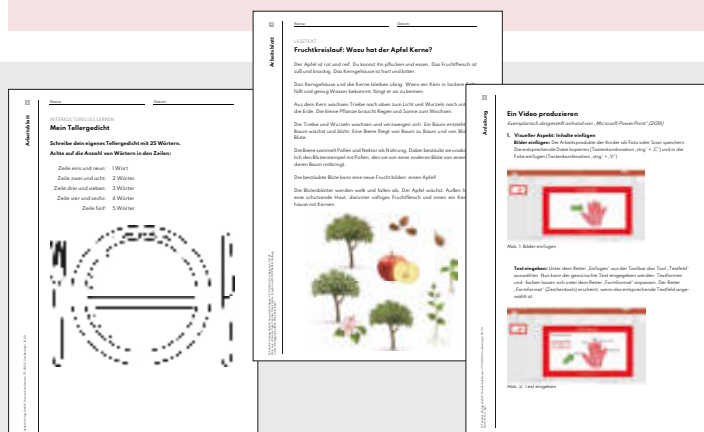 Arbeitsblatt
Name:
Datum:
INTERKULTURELLES LERNEN
Mein Tellergedicht
Schreibe dein eigenes Tellergedicht mit 25 Wörtern.
Achte auf die Anzahl von Wörtern in den Zeilen:
Zeile eins und neun: 1 Wort
Zeile zwei und acht: 2 Wörter
Zeile drei und sieben: 3 Wörter
Zeile vier und sechs: 4 Wörter
Zeile fünf: 5 Wörter
Arbeitsblatt
Name:
Datum:
LESETEXT
Fruchtkreislauf: Wozu hat der Apfel Kerne?
Der Apfel ist rot und reif. Du kannst ihn pflücken und essen. Das Fruchtfleisch ist
süß und knackig. Das Kerngehäuse ist hart und bitter.
Das Kerngehäuse und die Kerne bleiben übrig. Wenn ein Kern in lockere
fällt und genug Wasser bekommt, fängt er an zu keimen.
Aus dem Kern wachsen Triebe nach oben zum Licht und Wurzeln nach
die Erde. Die kleine Pflanze braucht Regen und Sonne zum Wachsen.
Die Triebe und Wurzeln wachsen und verzweigen sich. Ein Baum entsteht
Baum wächst und blüht. Eine Biene fliegt von Baum zu Baum und von
Blüte.
Die Biene sammelt Pollen und Nektar als Nahrung. Dabei bestäubt sie
lich den Blütenstempel mit Pollen, den sie von einer anderen Blüte von einem
deren Baum mitbringt.
Die bestäubte Blüte kann eine neue Frucht bilden: einen Apfel!
Die Blütenblätter werden welk und fallen ab. Der Apfel wächst. Außen
eine schützende Haut, darunter saftiges Fruchtfleisch und innen ein
häuse mit Kernen.
Anleitung
Ein Video produzieren
Exemplarisch dargestellt anhand von „Microsoft PowerPoint“ (2016)
1. Visueller Aspekt: Inhalte einfügen
Bilder einfügen: Die Arbeitsprodukte der Kinder als Foto oder Scan speichern.
Die entsprechende Datei kopieren (Tastenkombination „strg“ + „C“) und in die
Folie einfügen (Tastenkombination „strg“ + „V“).
Abb. 1: Bilder einfügen
Text eingeben: Unter dem Reiter „Einfügen“ aus der Toolbar das Tool „Textfeld“
auswählen. Nun kann der gewünschte Text eingegeben werden. Textformen
und -farben lassen sich unter dem Reiter „Formformat“ anpassen. Der Reiter
„Formformat“ (Zeichentools) erscheint, wenn das entsprechende Textfeld ange-
wählt ist.
Abb. 2: Text eingeben